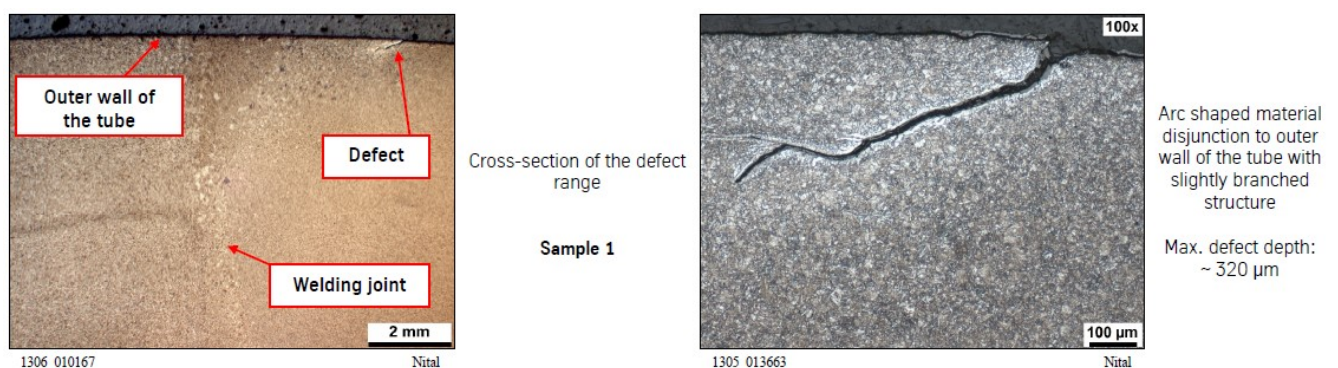 Outer wall of
the tube
Defect
Welding joint
2 mm
1306 010167
Nital
Cross-section of the defect
range
Sample 1
100x
100 µm
1305 013663
Nital
Arc shaped material
disjunction to outer
wall of the tube with
slightly branched
structure
Max. defect depth:
~ 320 µm